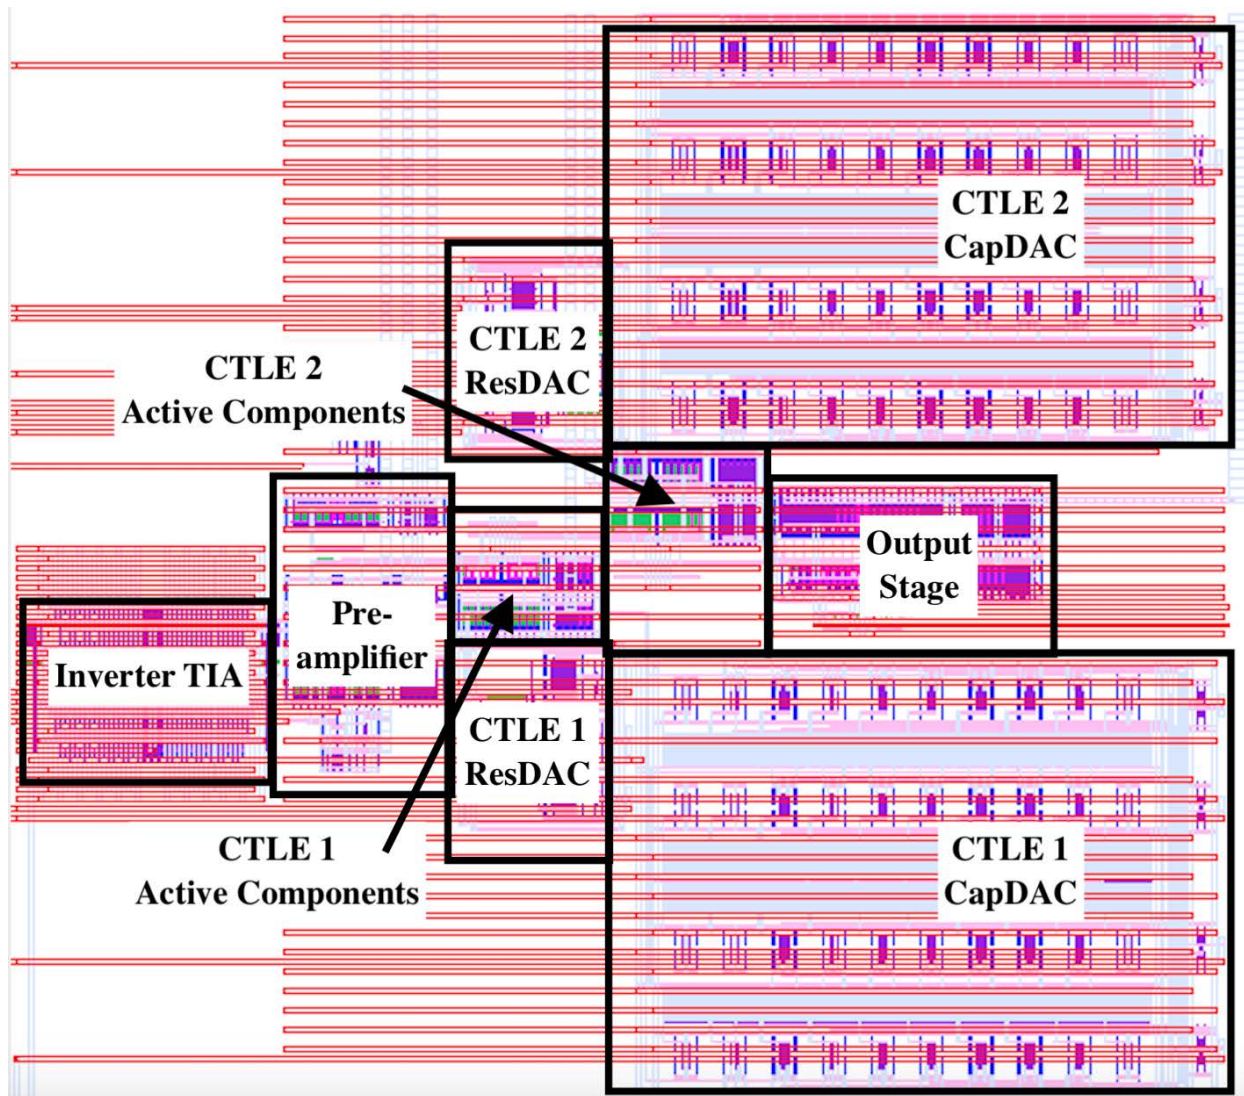 CTLE 2
CapDAC
CTLE 2
ResDAC
CTLE 2
Active Components
Output
Stage
Pre-
amplifier
Inverter TIA
CTLE 1
ResDAC
CTLE 1
Active Components
CTLE 1
CapDAC